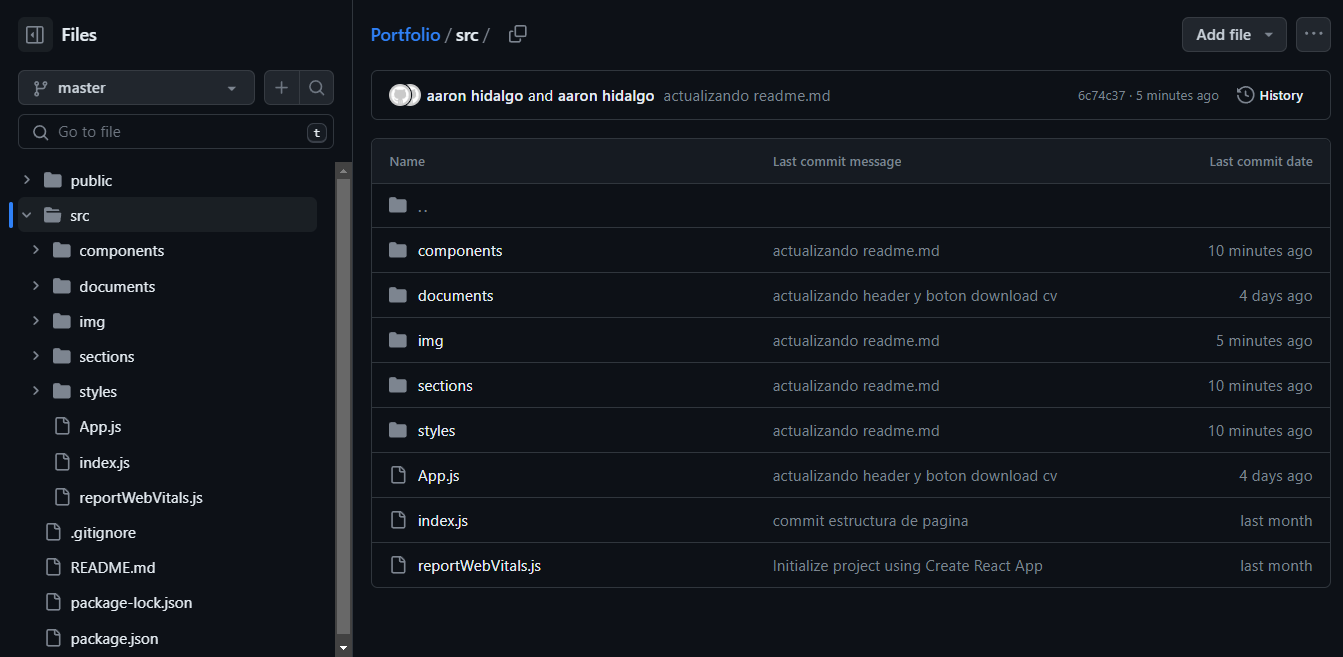 Files
master
Go to file
t
public
src
components
documents
img
sections
styles
App.js
index.js
reportWebVitals.js
.gitignore
README.md
package-lock.json
package.json
Portfolio / src /
Add file
aaron hidalgo and aaron hidalgo actualizando readme.md 6c74c37 · 5 minutes ago History
Name Last commit message Last commit date
..
components actualizando readme.md 10 minutes ago
documents actualizando header y boton download cv 4 days ago
img actualizando readme.md 5 minutes ago
sections actualizando readme.md 10 minutes ago
styles actualizando readme.md 10 minutes ago
App.js actualizando header y boton download cv 4 days ago
index.js commit estructura de pagina last month
reportWebVitals.js Initialize project using Create React App last month